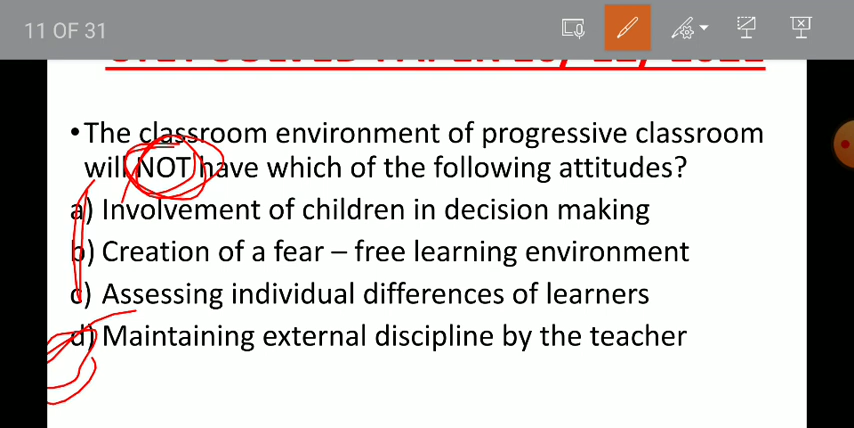 11 OF 31
• The classroom environment of progressive classroom
will NOT have which of the following attitudes?
a) Involvement of children in decision making
b) Creation of a fear – free learning environment
c) Assessing individual differences of learners
d) Maintaining external discipline by the teacher